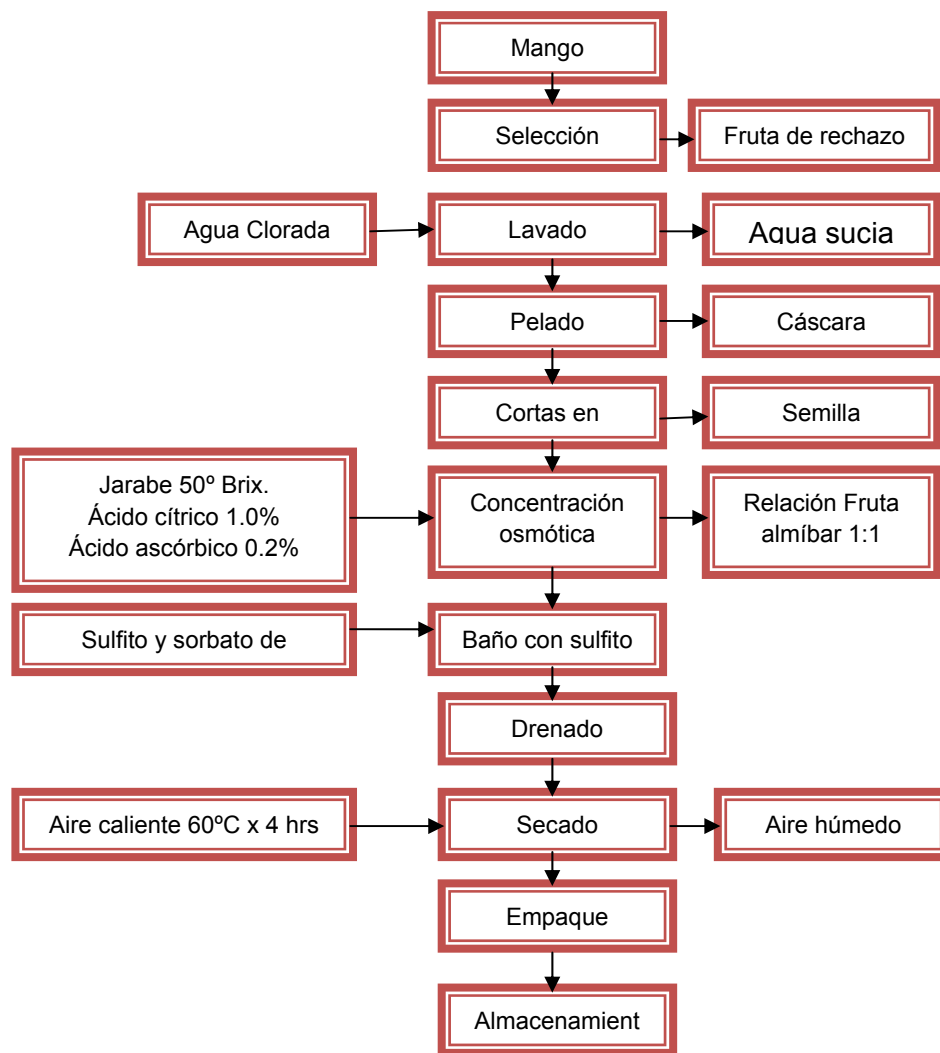 Mango
Selección
Fruta de rechazo
Agua Clorada
Lavado
Agua sucia
Pelado
Cáscara
Cortas en
Semilla
Jarabe 50º Brix.
Ácido cítrico 1.0%
Ácido ascórbico 0.2%
Concentración
osmótica
Relación Fruta
almíbar 1:1
Sulfito y sorbato de
Baño con sulfito
Drenado
Aire caliente 60ºC x 4 hrs
Secado
Aire húmedo
Empaque
Almacenamient